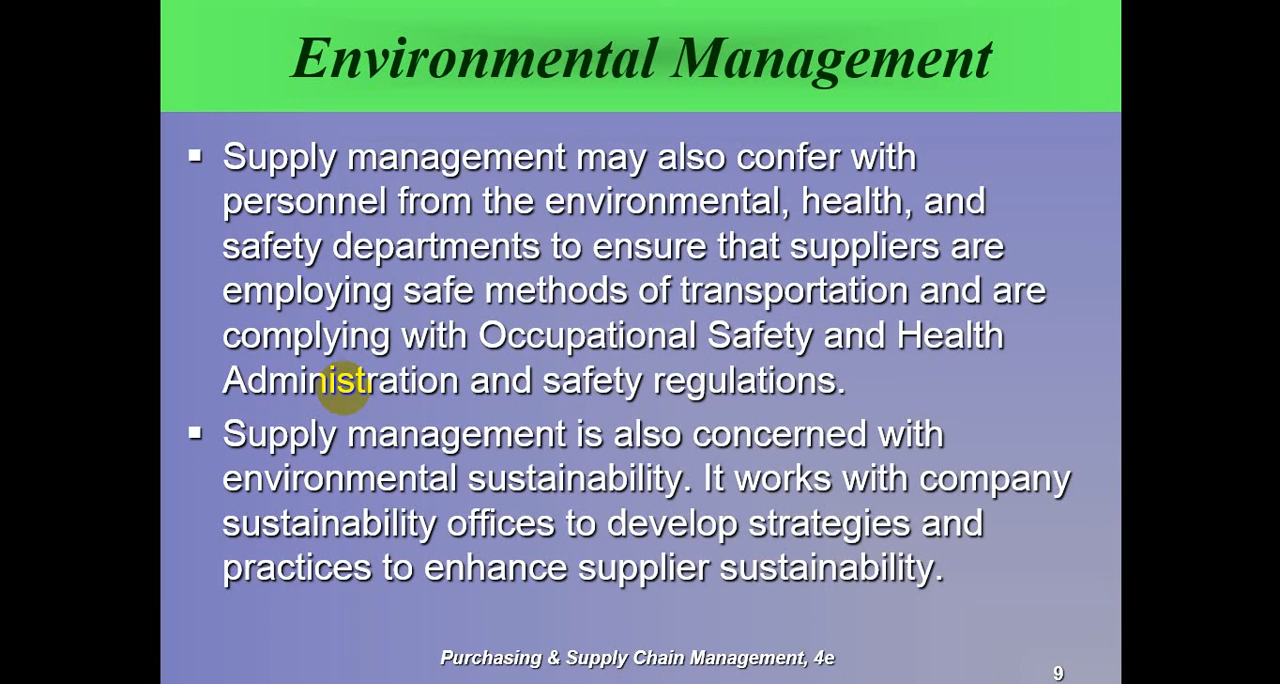 Environmental Management
▪ Supply management may also confer with
personnel from the environmental, health, and
safety departments to ensure that suppliers are
employing safe methods of transportation and are
complying with Occupational Safety and Health
Administration and safety regulations.
▪ Supply management is also concerned with
environmental sustainability. It works with company
sustainability offices to develop strategies and
practices to enhance supplier sustainability.
Purchasing & Supply Chain Management, 4e
9